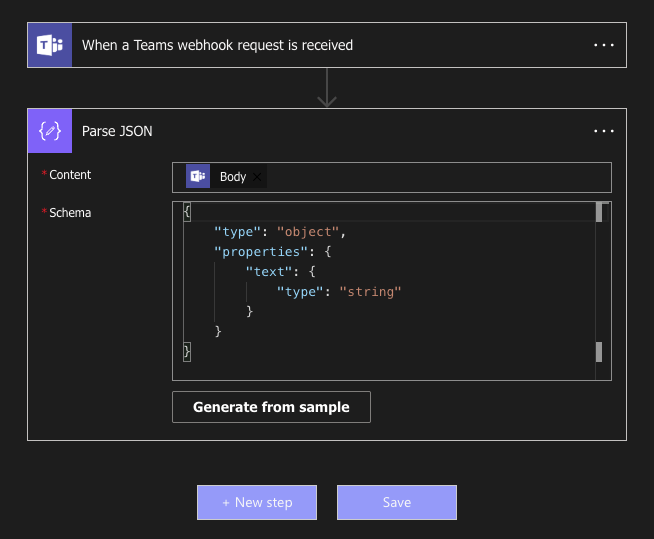 When a Teams webhook request is received
Parse JSON
* Content
Body
* Schema
{
"type": "object",
"properties": {
"text": {
"type": "string"
}
}
}
Generate from sample
+ New step
Save